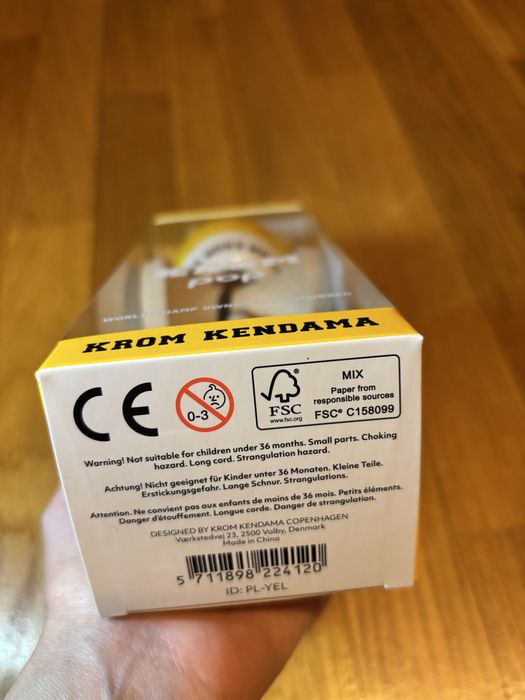 pop
KROM KENDAMA
CE
0-3
FSC
www.fsc.org
MIX
Paper from
responsible sources
FSC® C158099
Warning! Not suitable for children under 36 months. Small parts. Choking
hazard. Long cord. Strangulation hazard.
Achtung! Nicht geeignet für Kinder unter 36 Monaten. Kleine Teile.
Erstickungsgefahr. Lange Schnur. Strangulations.
Attention. Ne convient pas aux enfants de moins de 36 mois. Petits éléments.
Danger d'étouffement. Longue corde. Danger de strangulation.
DESIGNED BY KROM KENDAMA COPENHAGEN
Værkstedvej 23, 2500 Valby, Denmark
Made in China
5 711898 224120
ID: PL-YEL